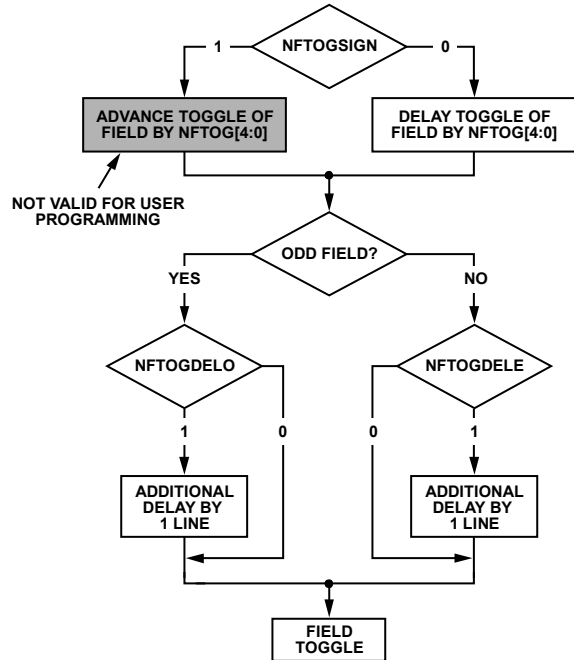 NFTOGSIGN
1
0
ADVANCE TOGGLE OF
FIELD BY NFTOG[4:0]
DELAY TOGGLE OF
FIELD BY NFTOG[4:0]
NOT VALID FOR USER
PROGRAMMING
ODD FIELD?
YES
NO
NFTOGDELO
NFTOGDELE
1
0
0
1
ADDITIONAL
DELAY BY
1 LINE
ADDITIONAL
DELAY BY
1 LINE
FIELD
TOGGLE